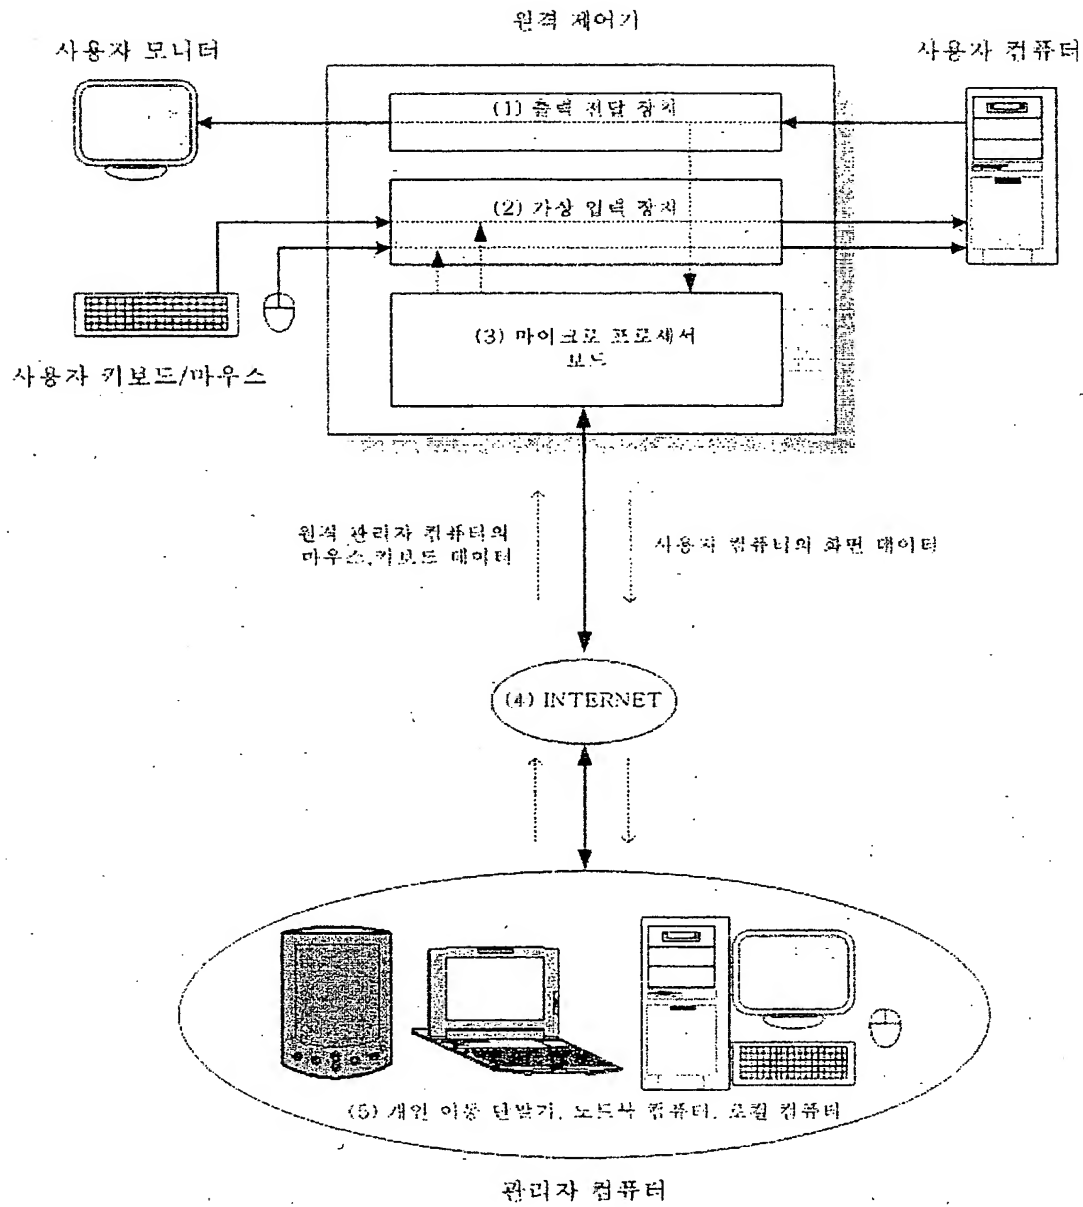 원격 제어기
사용자 모니터
사용자 컴퓨터
(1) 출력 전달 장치
(2) 가상 입력 장치
(3) 마이크로 프로세서
보드
사용자 키보드/마우스
원격 관리자 컴퓨터의
마우스,키보드 데이터
사용자 컴퓨터의 화면 데이터
(4) INTERNET
(5) 개인 이동 단말기, 노트북 컴퓨터, 로컬 컴퓨터
관리자 컴퓨터